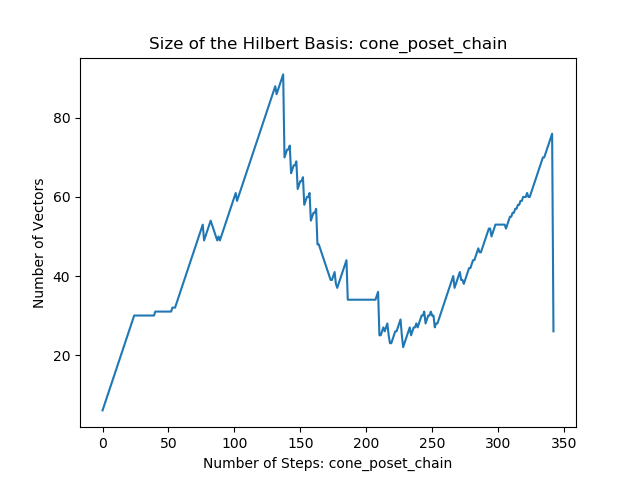 Size of the Hilbert Basis: cone_poset_chain
80
60
40
20
Number of Vectors
0 50 100 150 200 250 300 350
Number of Steps: cone_poset_chain